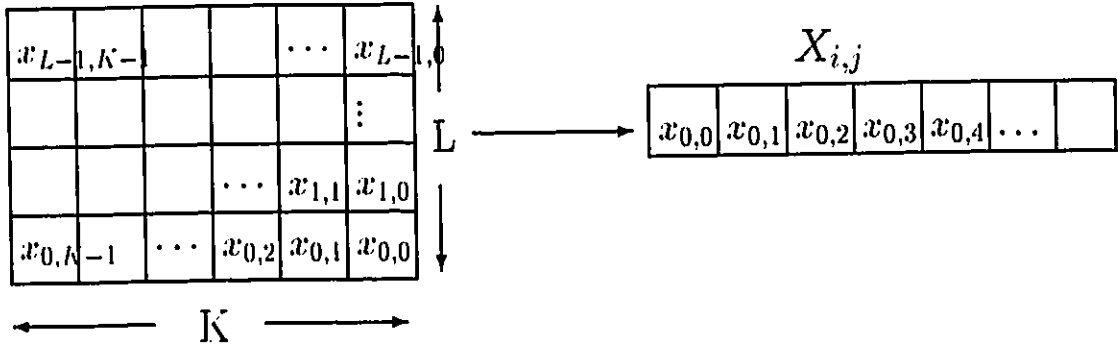 x_{L-1,K-1} ⋯ x_{L-1,0}
⋮
⋯ x_{1,1} x_{1,0}
x_{0,K-1} ⋯ x_{0,2} x_{0,1} x_{0,0}
L
K
X_{i,j}
x_{0,0} x_{0,1} x_{0,2} x_{0,3} x_{0,4} ⋯